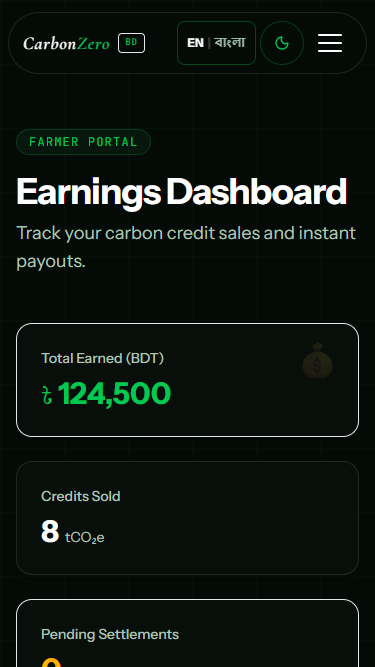 CarbonZero BD EN | বাংলা
FARMER PORTAL
Earnings Dashboard
Track your carbon credit sales and instant
payouts.
Total Earned (BDT)
৳ 124,500
Credits Sold
8 tCO₂e
Pending Settlements